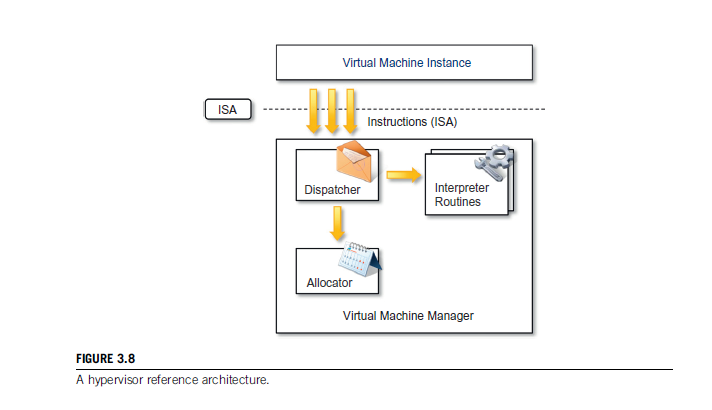 Virtual Machine Instance
ISA
Instructions (ISA)
Dispatcher
Interpreter
Routines
Allocator
Virtual Machine Manager
FIGURE 3.8
A hypervisor reference architecture.